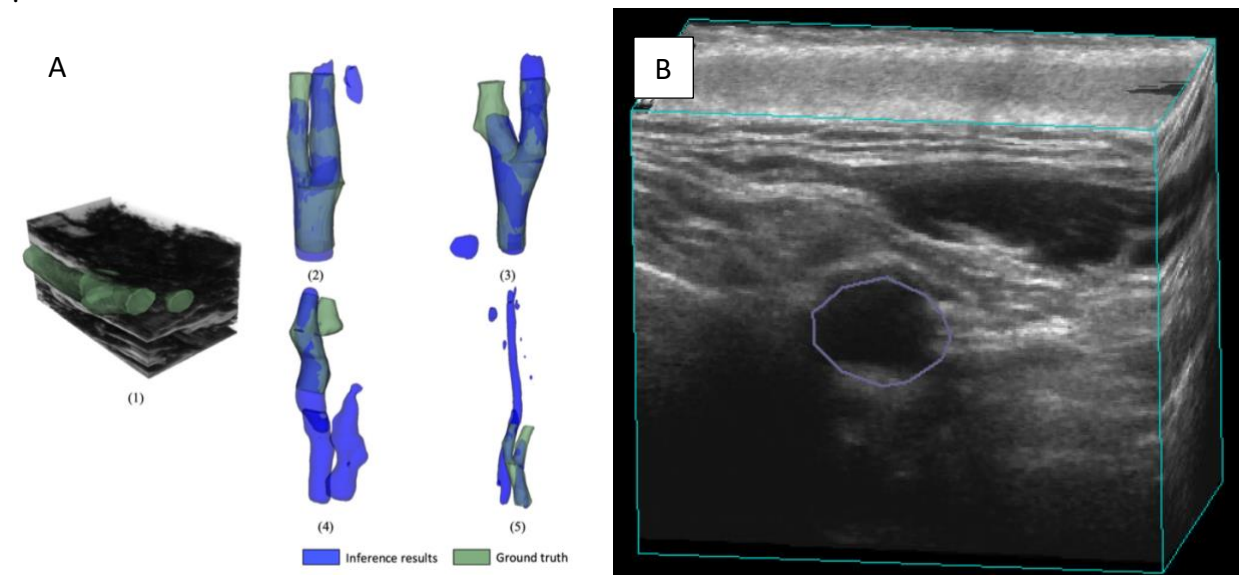 A
B
(1)
(2)
(3)
(4)
(5)
Inference results
Ground truth